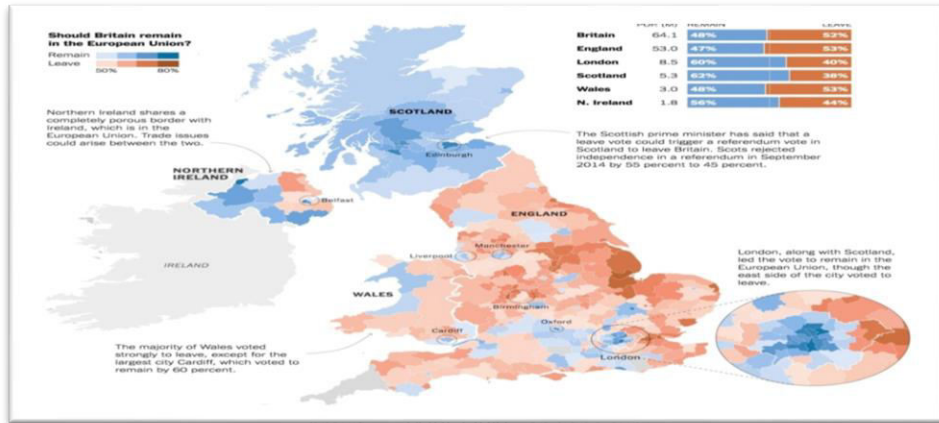 Should Britain remain
in the European Union?
Remain
Leave
50% 80%
POP (M) REMAIN LEAVE
Britain 64.1 48% 52%
England 53.0 47% 53%
London 8.5 60% 40%
Scotland 5.3 62% 38%
Wales 3.0 48% 53%
N. Ireland 1.8 56% 44%
Northern Ireland shares a
completely porous border with
Ireland, which is in the
European Union. Trade issues
could arise between the two.
SCOTLAND
Edinburgh
The Scottish prime minister has said that a
leave vote could trigger a referendum vote in
Scotland to leave Britain. Scots rejected
independence in a referendum in September
2014 by 55 percent to 45 percent.
NORTHERN
IRELAND
Belfast
ENGLAND
IRELAND
Manchester
Liverpool
WALES
Birmingham
Oxford
Cardiff
London
London, along with Scotland,
led the vote to remain in the
European Union, though the
east side of the city voted to
leave.
The majority of Wales voted
strongly to leave, except for the
largest city Cardiff, which voted to
remain by 60 percent.